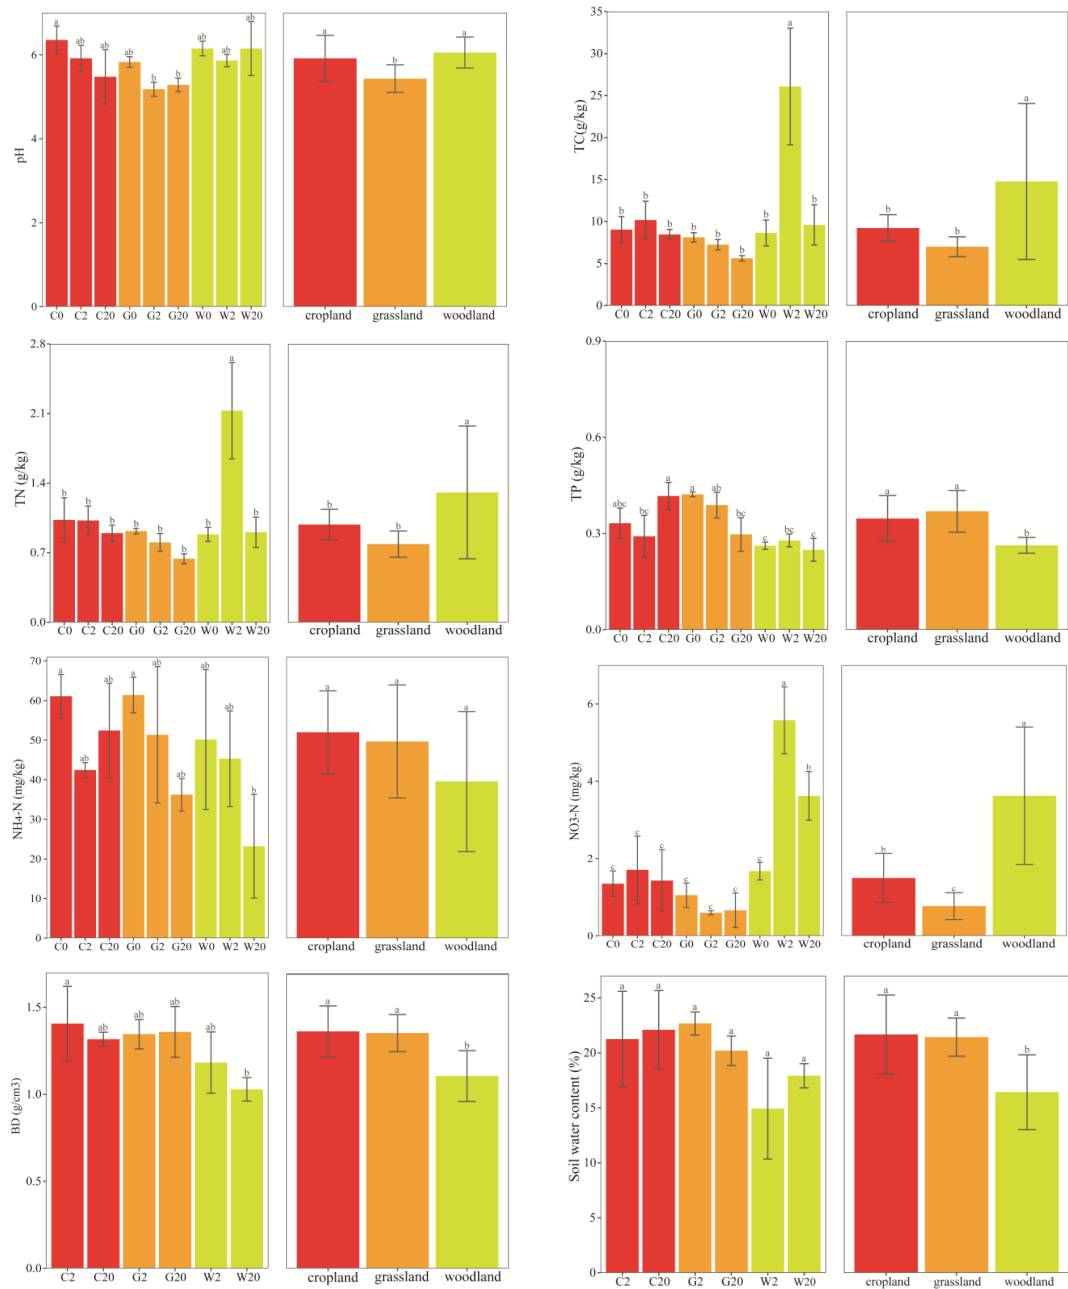 a
ab
ab
ab
b
b
ab
ab
ab
6
4
2
0
pH
C0 C2 C20 G0 G2 G20 W0 W2 W20
a
b
a
cropland grassland woodland
35
30
25
20
15
10
5
0
TC(g/kg)
b
b
b
b
b
b
b
a
b
C0 C2 C20 G0 G2 G20 W0 W2 W20
b
b
a
cropland grassland woodland
2.8
2.1
1.4
0.7
0.0
TN (g/kg)
b
b
b
b
b
b
b
a
b
C0 C2 C20 G0 G2 G20 W0 W2 W20
b
b
a
cropland grassland woodland
0.9
0.6
0.3
0.0
TP (g/kg)
abc
bc
a
a
ab
bc
c
bc
c
C0 C2 C20 G0 G2 G20 W0 W2 W20
a
a
b
cropland grassland woodland
70
60
50
40
30
20
10
0
NH4-N (mg/kg)
a
ab
ab
a
ab
ab
ab
ab
b
C0 C2 C20 G0 G2 G20 W0 W2 W20
a
a
a
cropland grassland woodland
6
4
2
0
NO3-N (mg/kg)
c
c
c
c
c
c
c
a
b
C0 C2 C20 G0 G2 G20 W0 W2 W20
b
c
a
cropland grassland woodland
1.5
1.0
0.5
0.0
BD (g/cm3)
a
ab
ab
ab
ab
b
C2 C20 G2 G20 W2 W20
a
a
b
cropland grassland woodland
25
20
15
10
5
0
Soil water content (%)
a
a
a
a
a
a
C2 C20 G2 G20 W2 W20
a
a
b
cropland grassland woodland